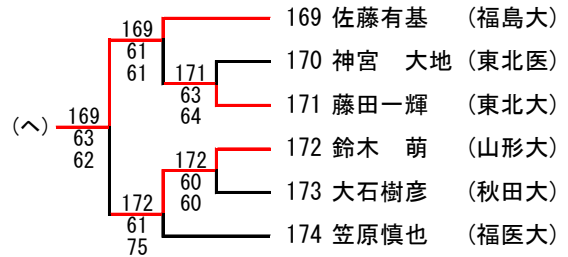 169 佐藤有基 (福島大)
169
61
61
170 神宮 大地 (東北医)
171
63
64
171 藤田一輝 (東北大)
(ヘ)
169
63
62
172 鈴木 萌 (山形大)
172
60
60
173 大石樹彦 (秋田大)
172
61
75
174 笠原慎也 (福医大)